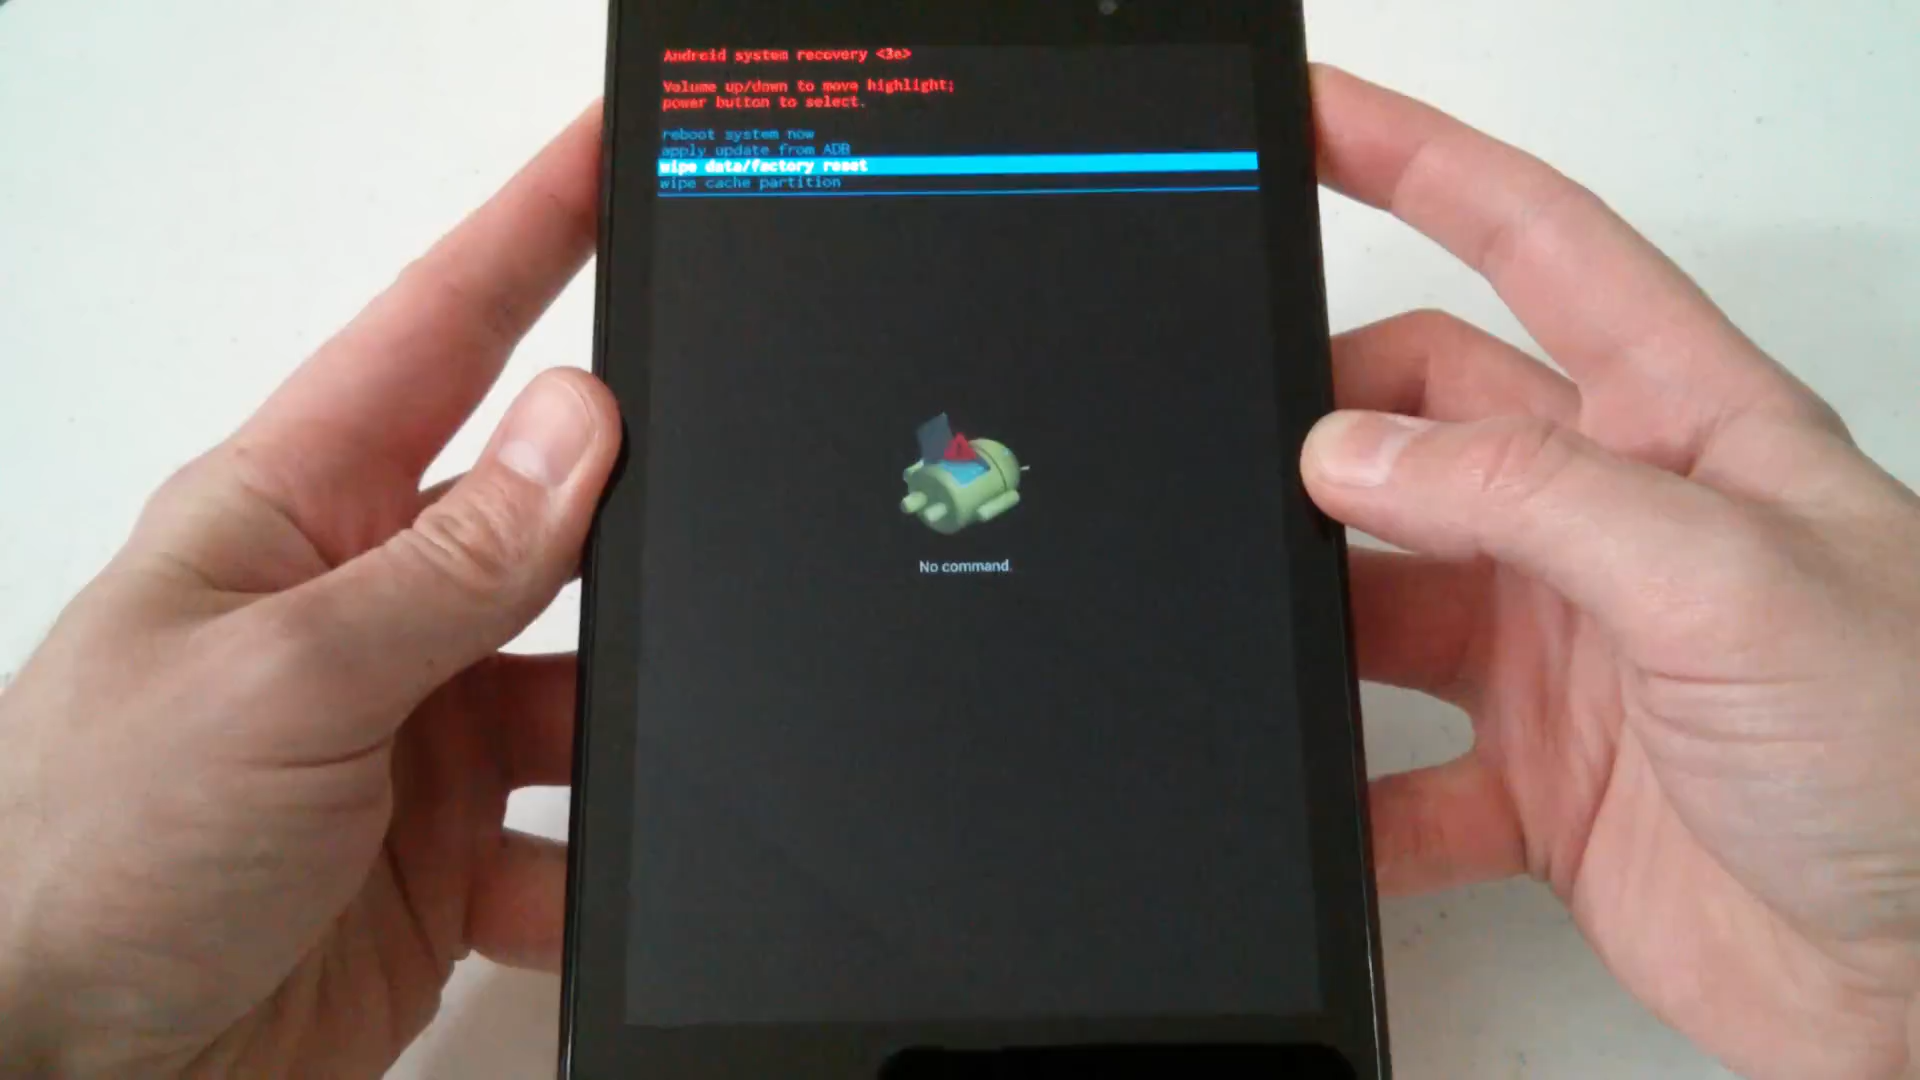 Android system recovery <3e>
Volume up/down to move highlight;
power button to select.
reboot system now
apply update from ADB
wipe data/factory reset
wipe cache partition
No command.